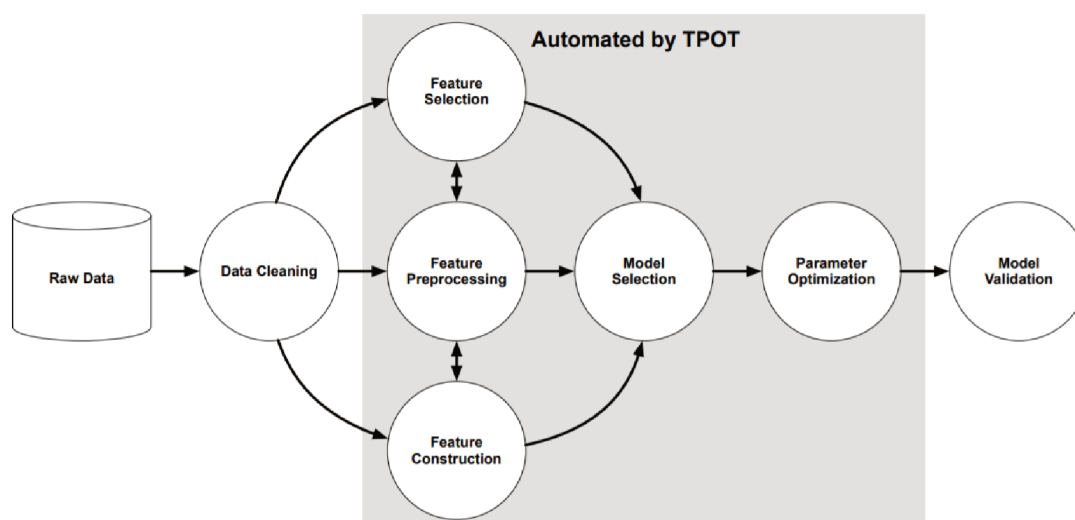 Automated by TPOT
Feature
Selection
Raw Data
Data Cleaning
Feature
Preprocessing
Model
Selection
Parameter
Optimization
Model
Validation
Feature
Construction